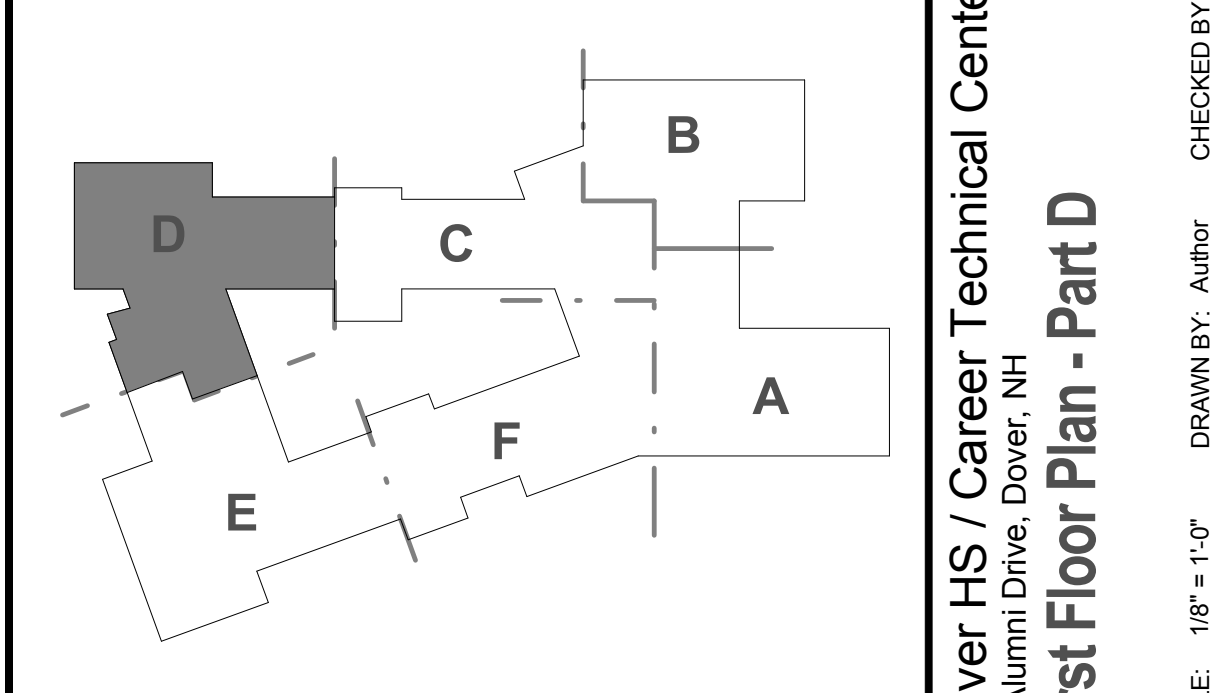 B
D
C
A
F
E
ver HS / Career Technical Cente
Alumni Drive, Dover, NH
st Floor Plan - Part D
LE: 1/8" = 1'-0" DRAWN BY: Author CHECKED BY